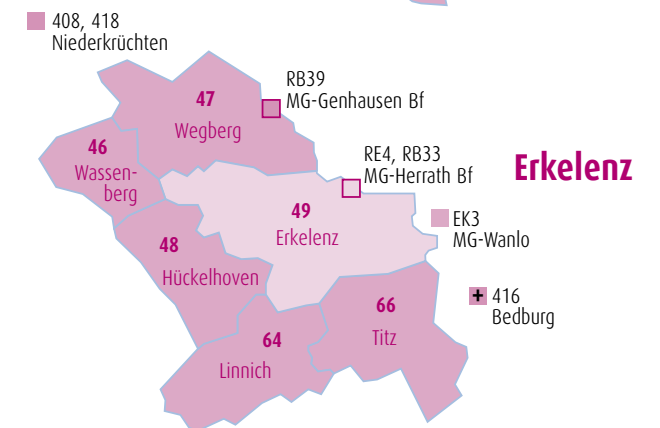 408, 418
Niederkrüchten
RB39
MG-Genhausen Bf
47
Wegberg
46
Wassen-
berg
RE4, RB33
MG-Herrath Bf
Erkelenz
49
Erkelenz
EK3
MG-Wanlo
48
Hückelhoven
+ 416
Bedburg
66
Titz
64
Linnich